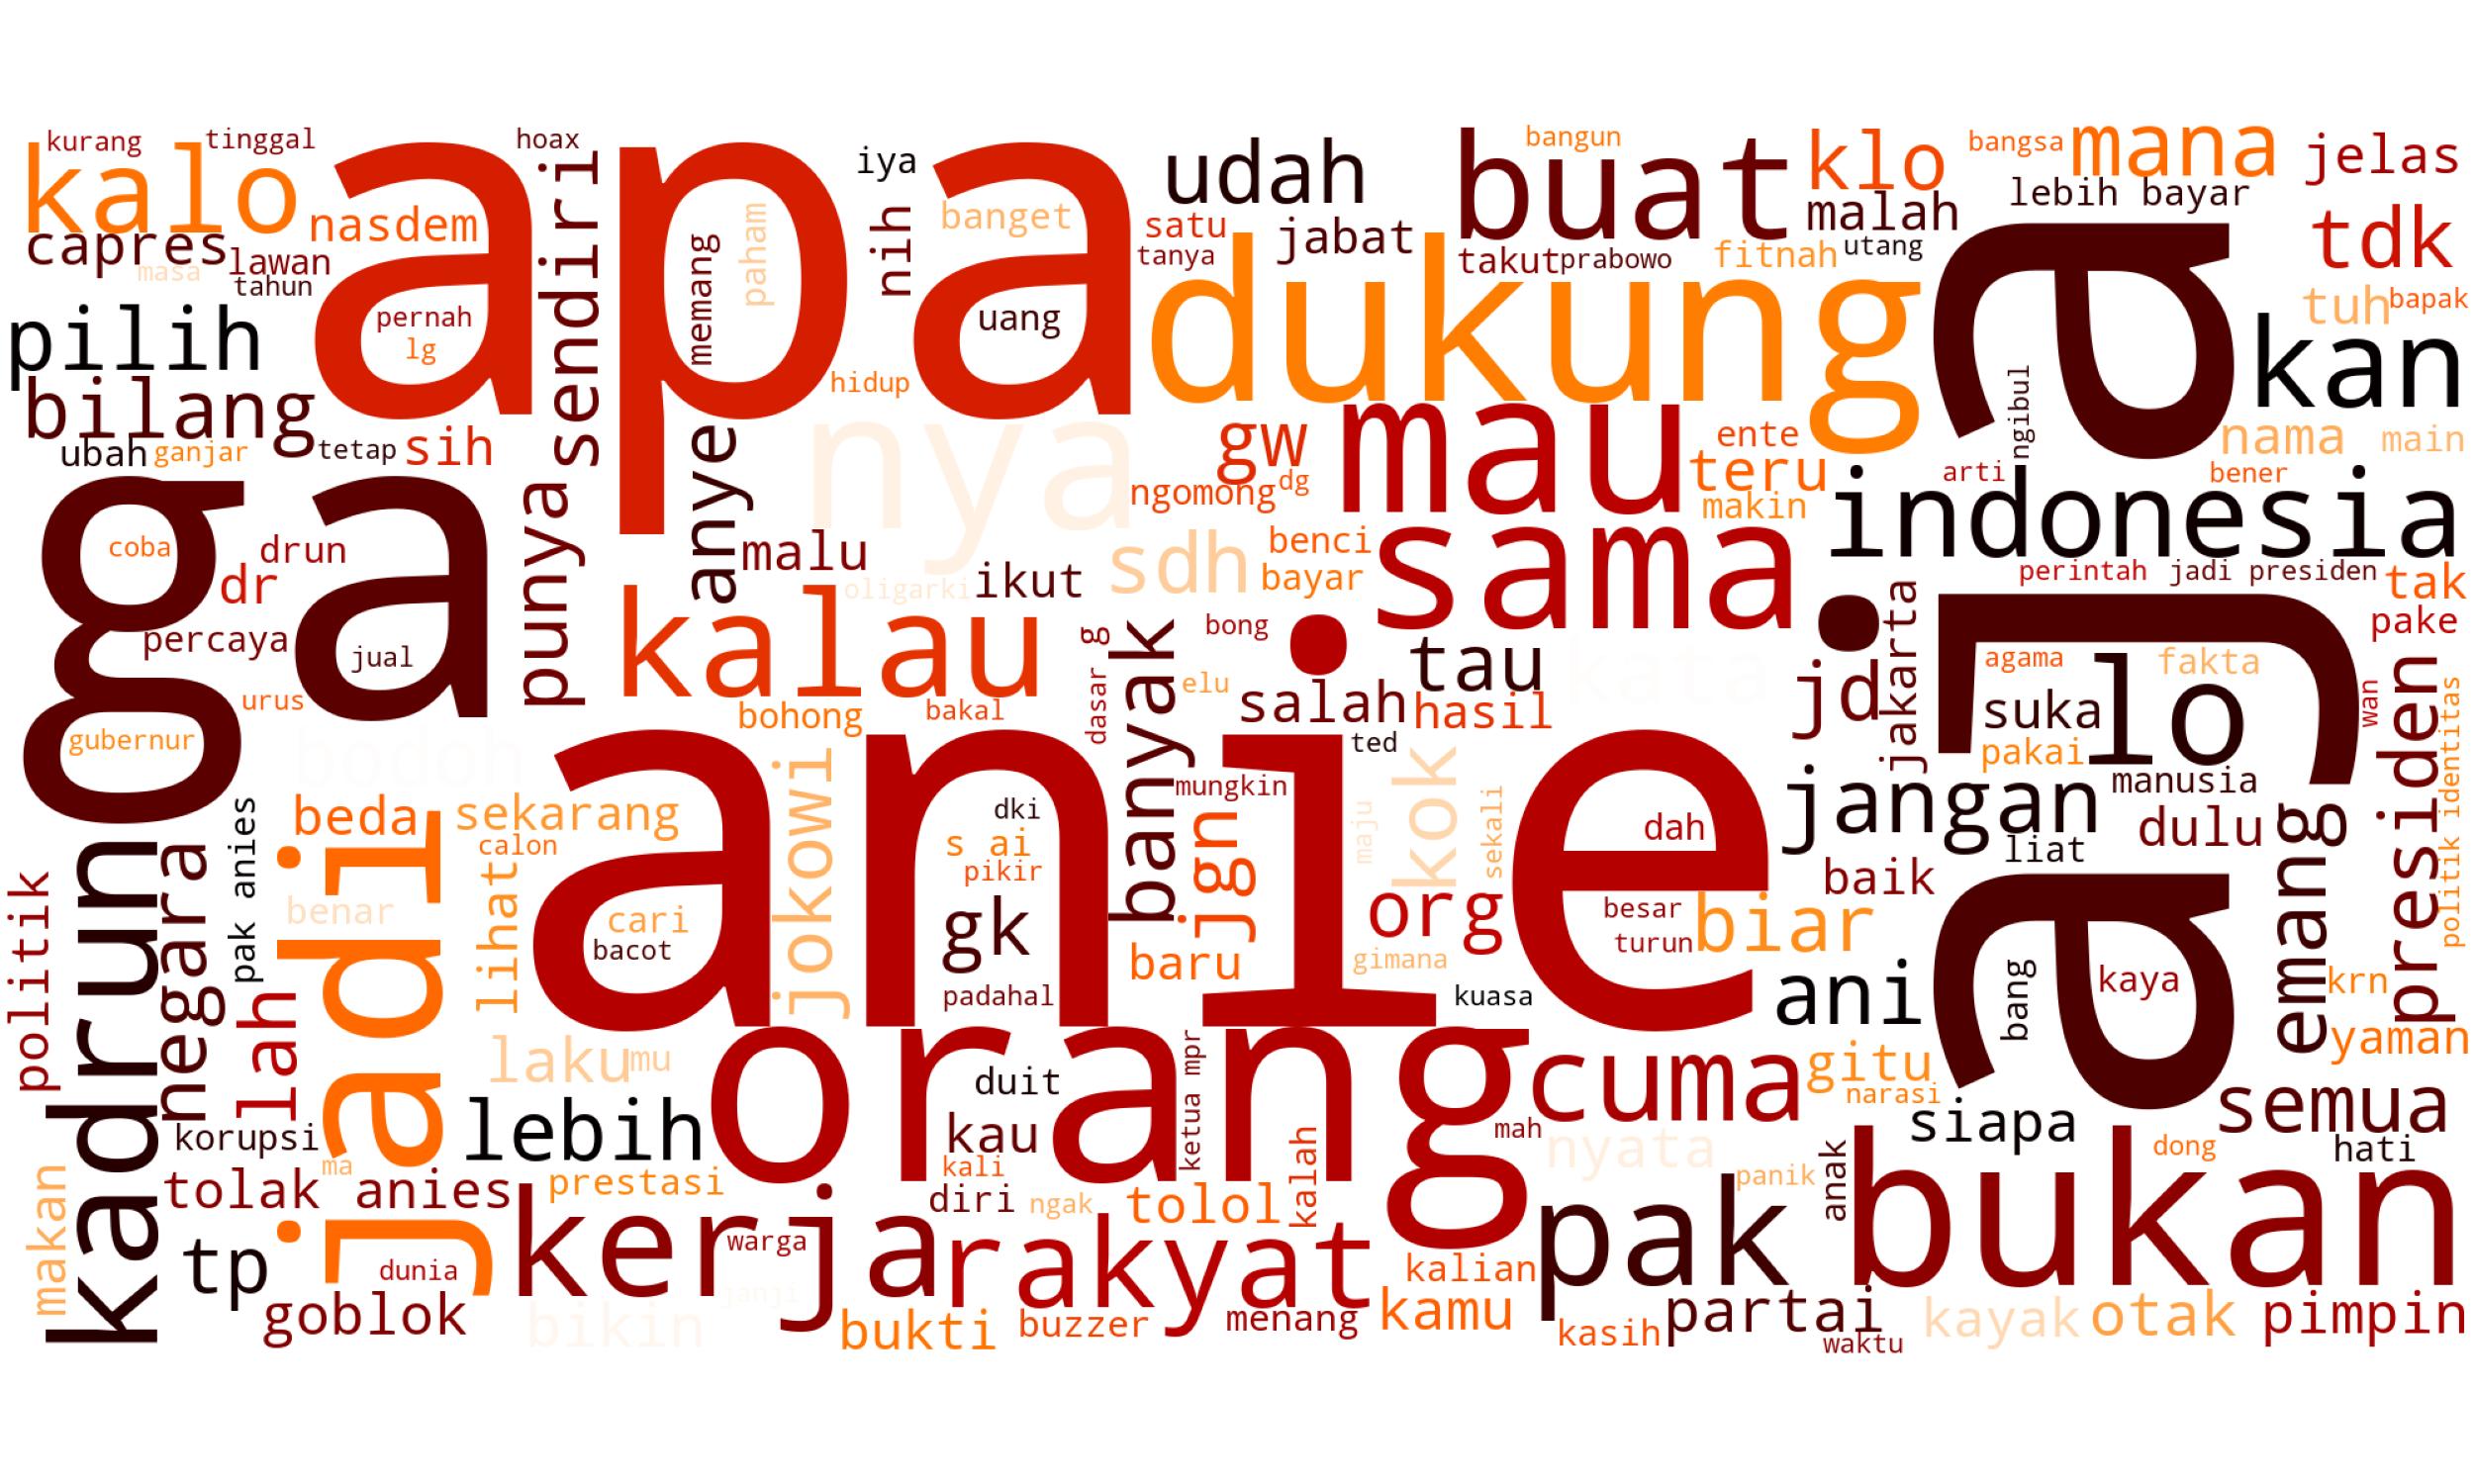 kurang
tinggal
hoax
iya
bangun
bangsa
mana
jelas
kalo
apa
sendiri
udah
buat
klo
lebih bayar
nasdem
banget
satu
jabat
malah
tdk
capres
lawan
masa
tahun
nih
tanya
takut
prabowo
fitnah
utang
memang
paham
pernah
lg
uang
dukung
aja
tuh
bapak
pilih
kan
bilang
hidup
ngibul
ubah
ganjar
tetap
sih
anye
nya
gw
mau
ente
teru
nama
main
ga
punya
ngomong
dg
makin
arti
bener
indonesia
coba
drun
dr
malu
oligarki
ikut
sdh
benci
bayar
sama
perintah
jadi presiden
tak
percaya
jual
kalau
banyak
bong
tau
jakarta
pake
urus
bohong
bakal
dasar g
elu
salah
hasil
jd
agama
fakta
suka
lo
wan
presiden
politik identitas
gubernur
bodoh
jokowi
anie
ted
pakai
manusia
beda
sekarang
calon
dki
s ai
pikir
mungkin
jgn
maju
kok
sekali
dah
jangan
liat
dulu
emang
kadrun
negara
pak anies
politik
jadi
benar
lihat
cari
bacot
gk
padahal
baru
gimana
org
besar
turun
biar
baik
kuasa
ani
bang
kaya
krn
yaman
lah
laku
mu
orang
duit
cuma
gitu
narasi
siapa
semua
korupsi
lebih
kau
ketua mpr
mah
nyata
dong
hati
makan
ma
tolak anies
prestasi
kali
diri
ngak
tolol
kalah
panik
anak
bukan
tp
dunia
kerja
warga
rakyat
kalian
pak
goblok
bikin
janji
bukti
buzzer
menang
kamu
kasih
partai
waktu
kayak
otak
pimpin